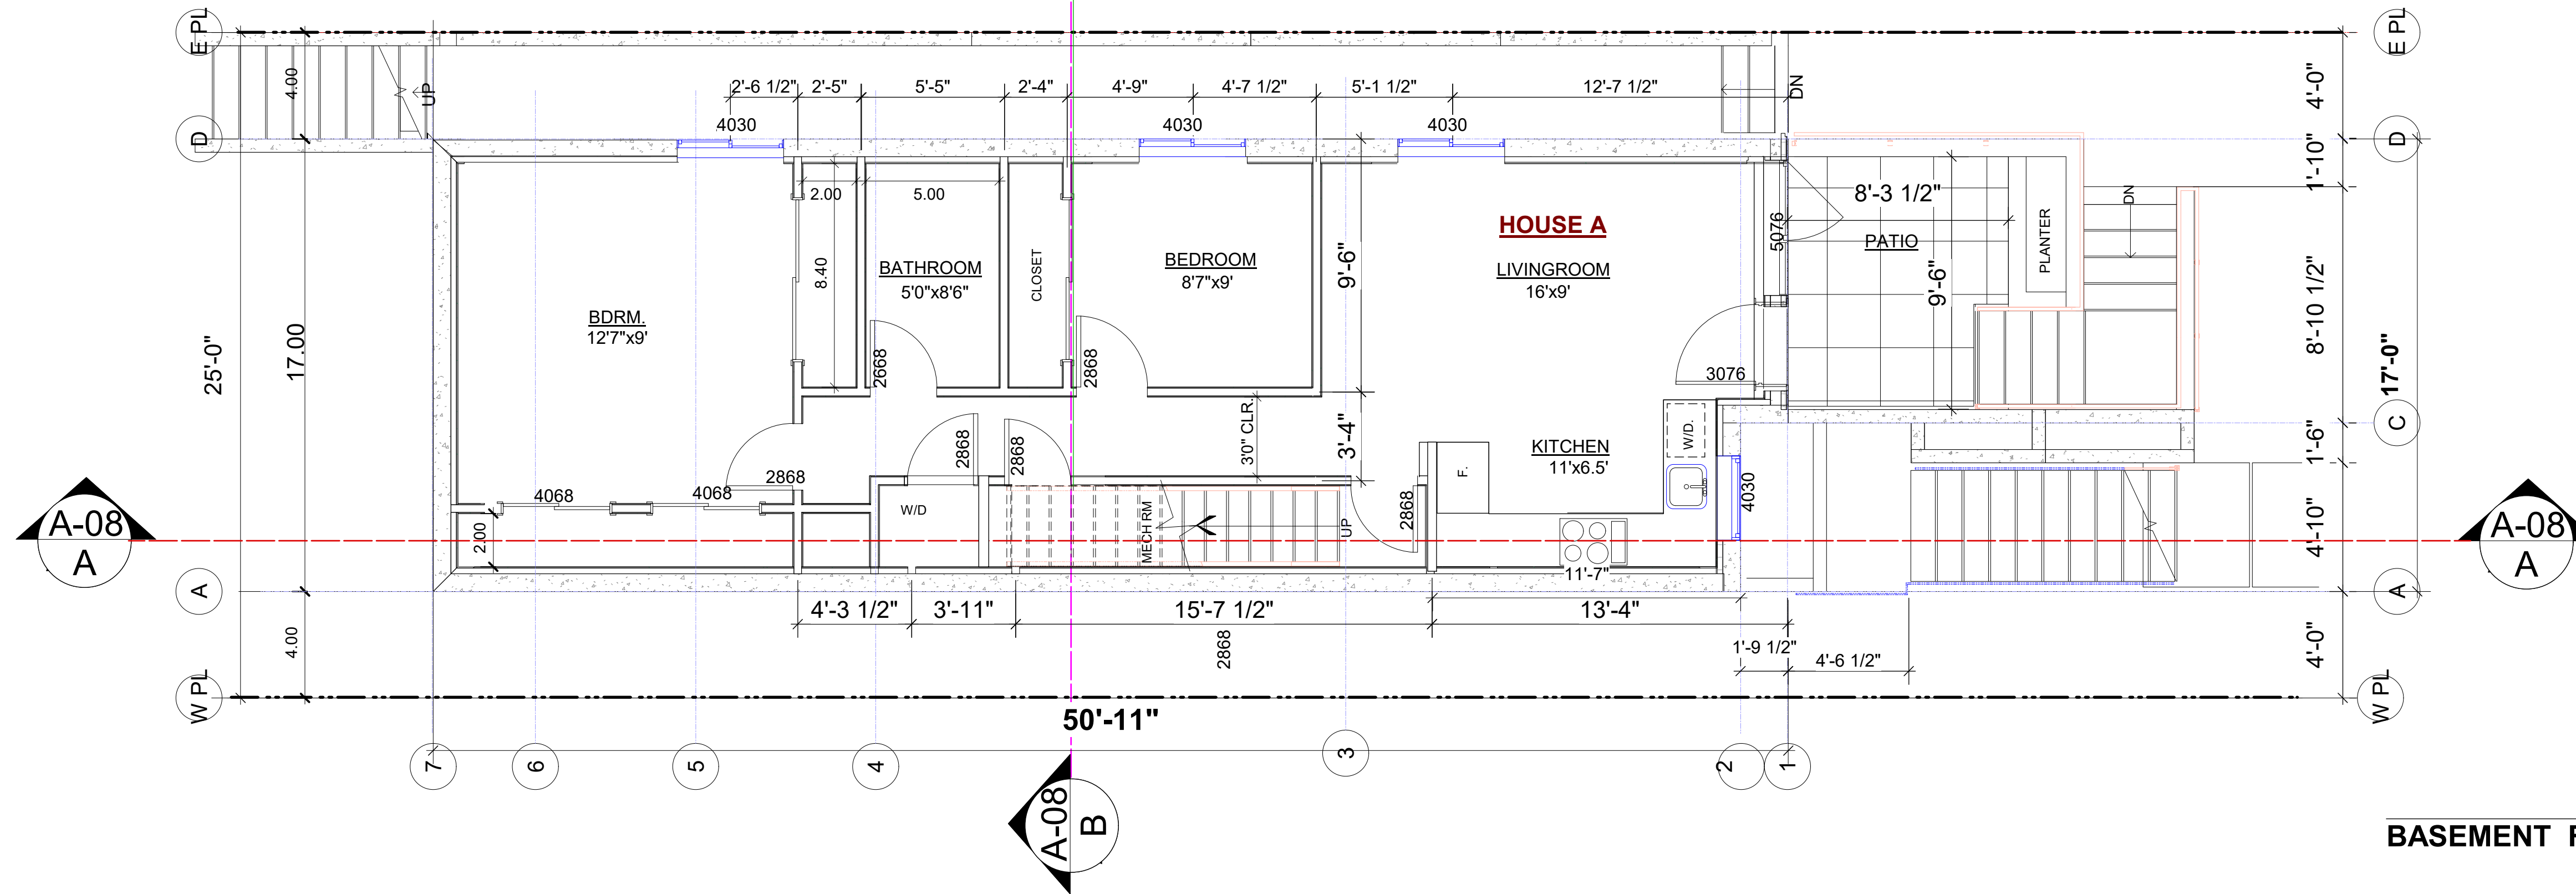 E PL
E PL
4.00
UP
2'-6 1/2"
2'-5"
5'-5"
2'-4"
4'-9"
4'-7 1/2"
5'-1 1/2"
12'-7 1/2"
DN
4'-0"
4030
4030
4030
D
D
1'-10"
2.00
5.00
8'-3 1/2"
DN
HOUSE A
5076
PATIO
PLANTER
BATHROOM
5'0"x8'6"
CLOSET
BEDROOM
8'7"x9'
9'-6"
LIVINGROOM
16'x9'
9'-6"
8.40
8'-10 1/2"
BDRM.
12'7"x9'
25'-0"
17.00
2668
2868
3076
17'-0"
C
W/D.
KITCHEN
11'x6.5'
F.
3'-4"
3'0" CLR.
2868
2868
1'-6"
2868
4068
4068
4030
W/D
MECH RM
UP
2868
2.00
A-08
A
A-08
A
4'-10"
11'-7"
A
A
4'-3 1/2"
3'-11"
15'-7 1/2"
13'-4"
4.00
2868
1'-9 1/2"
4'-6 1/2"
4'-0"
W PL
W PL
50'-11"
7
6
5
4
3
2
1
A-08
B
BASEMENT